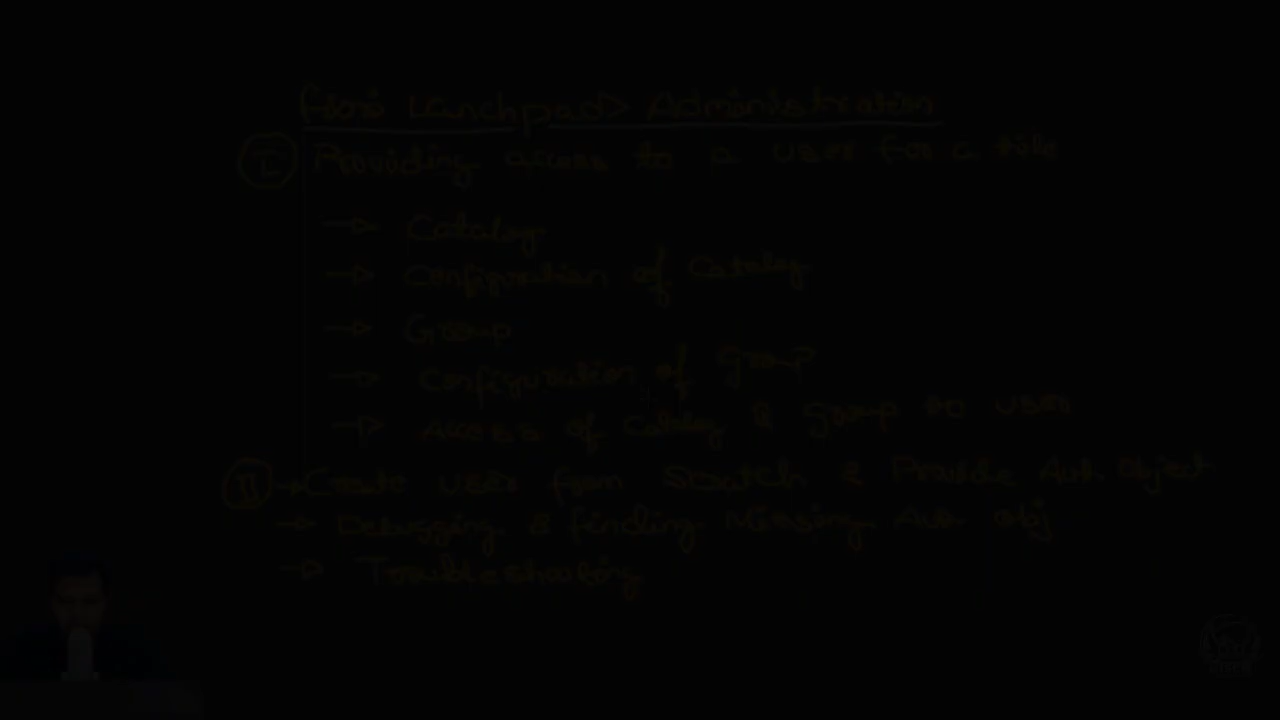 Fiori Launchpad Administration
I Providing access to a user for a tile
→ Catalog
→ Configuration of Catalog
→ Group
→ Configuration of group
→ Access of Catalog & group to user
II → Create user from Scratch & Provide Auth Object
→ Debugging & finding Missing Auth obj
→ Troubleshooting